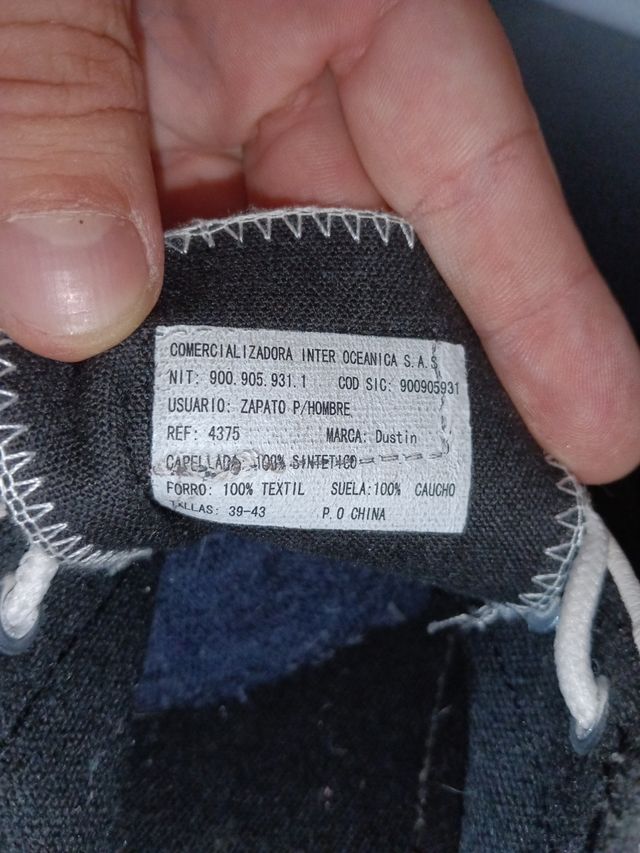 COMERCIALIZADORA INTER OCEANICA S.A.S
NIT: 900.905.931.1 COD SIC: 900905931
USUARIO: ZAPATO P/HOMBRE
REF: 4375 MARCA: Dustin
CAPELLADA 100% SINTETICO
FORRO: 100% TEXTIL SUELA:100% CAUCHO
TALLAS: 39-43 P.O CHINA